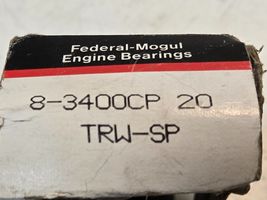 Federal-Mogul
Engine Bearings
8-3400CP 20
TRW-SP